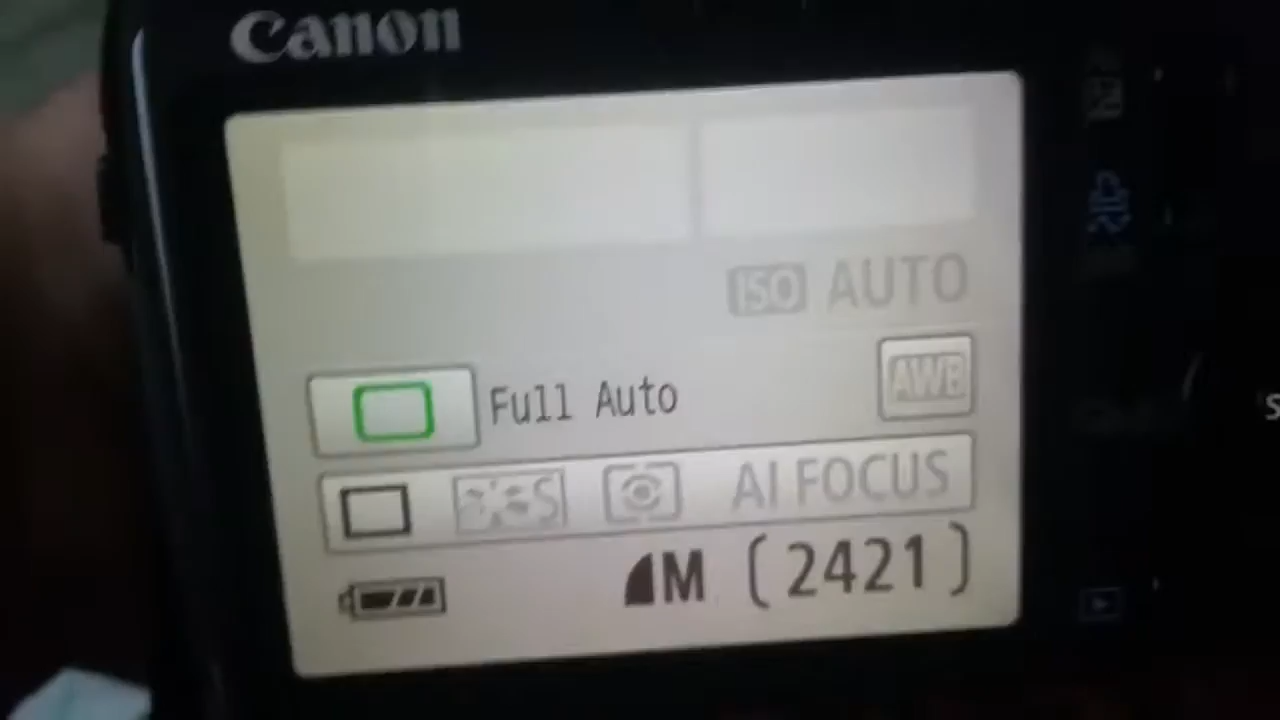 Canon
ISO AUTO
Full Auto
AWB
S AI FOCUS
M (2421)
S